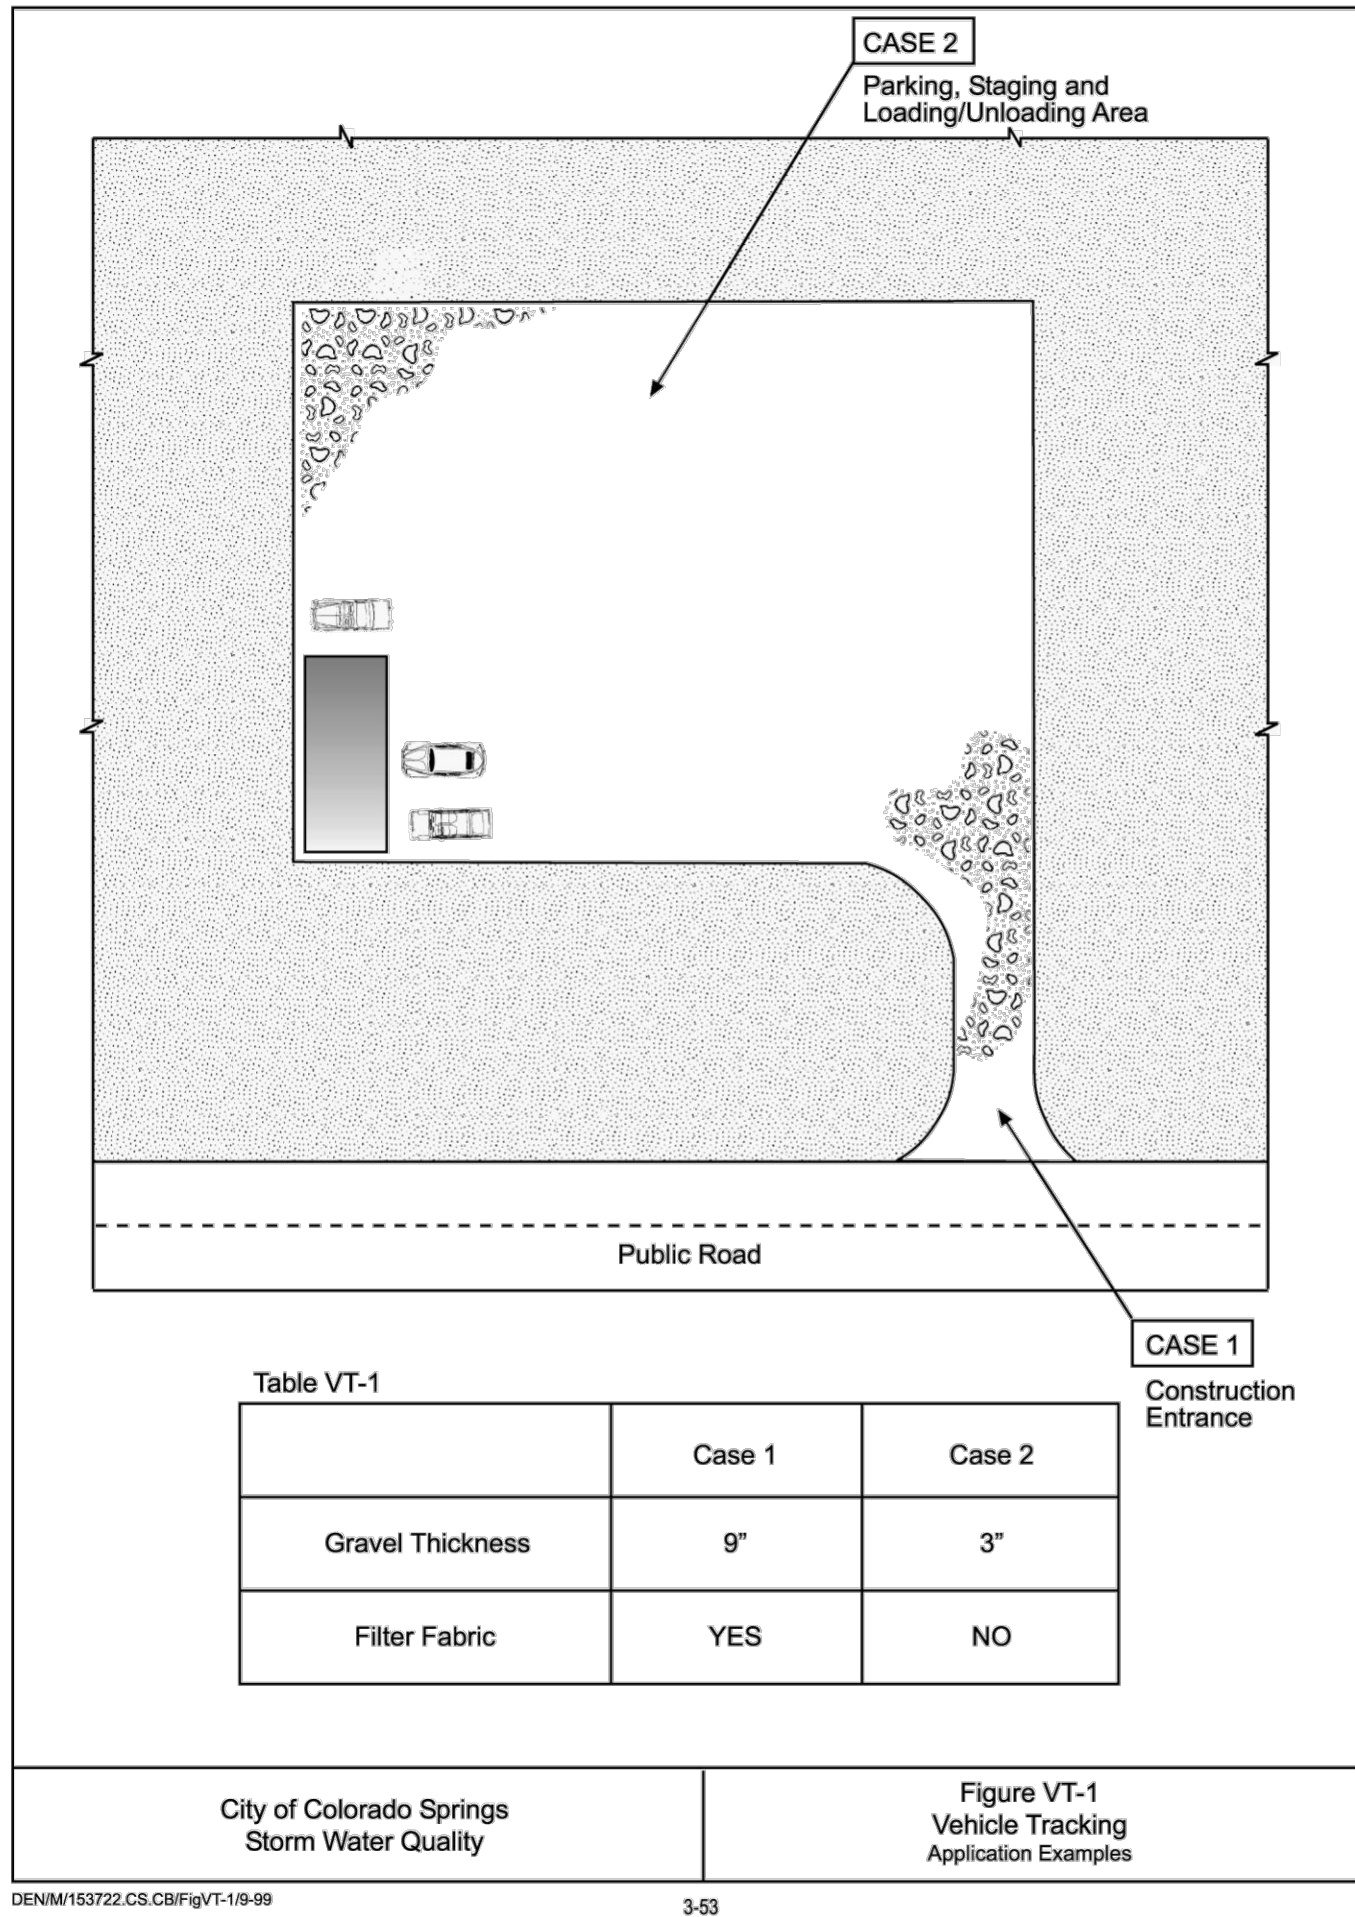 CASE 2
Parking, Staging and
Loading/Unloading Area
Public Road
CASE 1
Construction
Entrance
Table VT-1
Case 1 Case 2
Gravel Thickness 9” 3”
Filter Fabric YES NO
City of Colorado Springs
Storm Water Quality
Figure VT-1
Vehicle Tracking
Application Examples
DEN/M/153722.CS.CB/FigVT-1/9-99
3-53